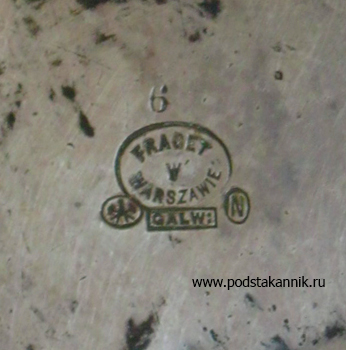 6
FRAGET
W
WARSZAWIE
GALW:
N
www.podstakannik.ru